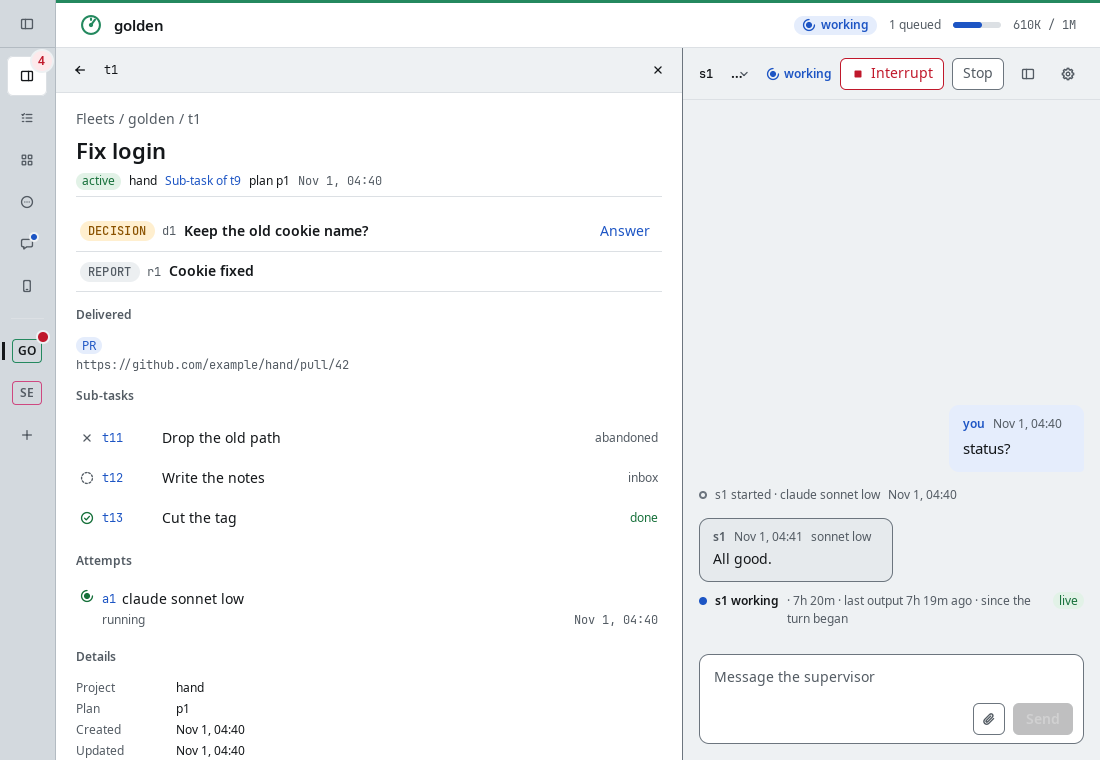 golden
working
1 queued
610K / 1M
4
GO
SE
t1
Fleets / golden / t1
Fix login
active hand Sub-task of t9 plan p1 Nov 1, 04:40
DECISION d1 Keep the old cookie name? Answer
REPORT r1 Cookie fixed
Delivered
PR
https://github.com/example/hand/pull/42
Sub-tasks
t11 Drop the old path abandoned
t12 Write the notes inbox
t13 Cut the tag done
Attempts
a1 claude sonnet low
running Nov 1, 04:40
Details
Project hand
Plan p1
Created Nov 1, 04:40
Updated Nov 1, 04:40
s1 ... working Interrupt Stop
you Nov 1, 04:40
status?
s1 started · claude sonnet low Nov 1, 04:40
s1 Nov 1, 04:41 sonnet low
All good.
s1 working · 7h 20m · last output 7h 19m ago · since the live
turn began
Message the supervisor
Send